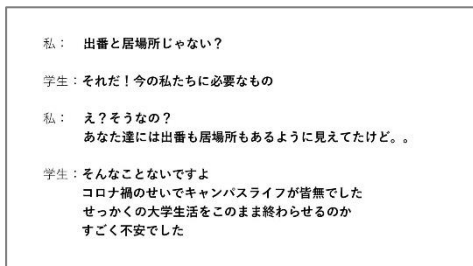 私： 出番と居場所じゃない？
学生：それだ！今の私たちに必要なもの
私： え？そうなの？
あなた達には出番も居場所もあるように見えてたけど。。
学生：そんなことないですよ
コロナ禍のせいでキャンパスライフが皆無でした
せっかくの大学生活をこのまま終わらせるのか
すごく不安でした